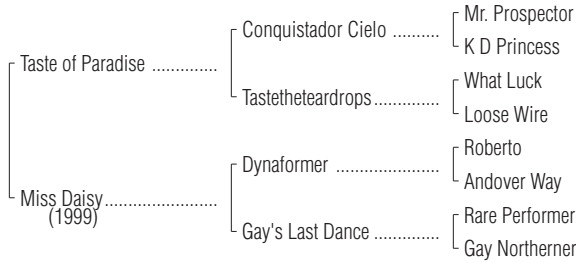 Mr. Prospector
Conquistador Cielo ..........
K D Princess
Taste of Paradise .............
What Luck
Tastetheteardrops..............
Loose Wire
Roberto
Dynaformer ......................
Andover Way
Miss Daisy........................
(1999)
Rare Performer
Gay's Last Dance ..............
Gay Northerner